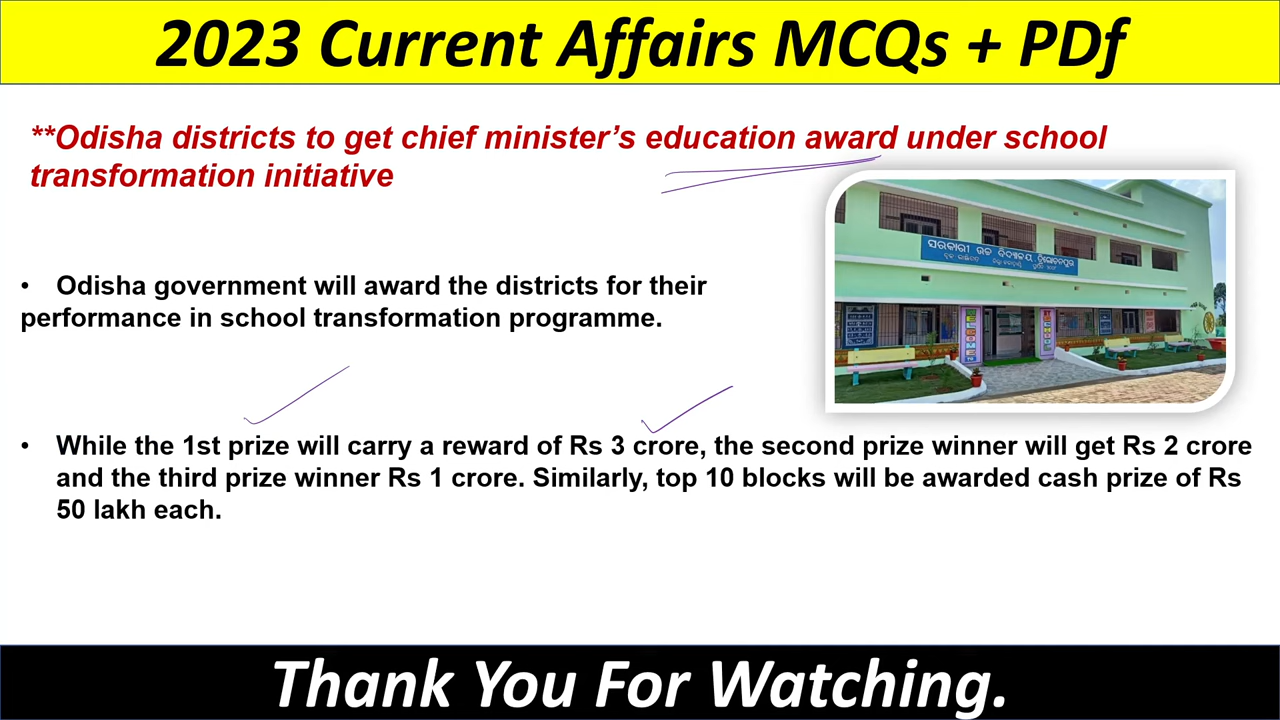 2023 Current Affairs MCQs + PDf
**Odisha districts to get chief minister’s education award under school
transformation initiative
ସରକାରୀ ଉଚ୍ଚ ବିଦ୍ୟାଳୟ
• Odisha government will award the districts for their
performance in school transformation programme.
• While the 1st prize will carry a reward of Rs 3 crore, the second prize winner will get Rs 2 crore
and the third prize winner Rs 1 crore. Similarly, top 10 blocks will be awarded cash prize of Rs
50 lakh each.
Thank You For Watching.